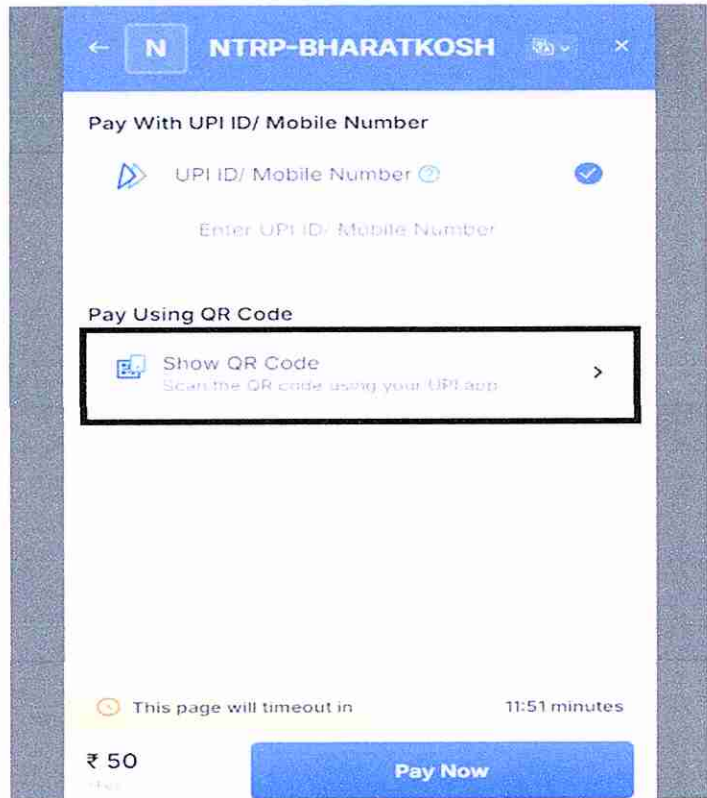 N NTRP-BHARATKOSH
Pay With UPI ID/ Mobile Number
UPI ID/ Mobile Number
Enter UPI ID/ Mobile Number
Pay Using QR Code
Show QR Code
Scan the QR code using your UPI app
This page will timeout in 11:51 minutes
₹ 50
Pay Now